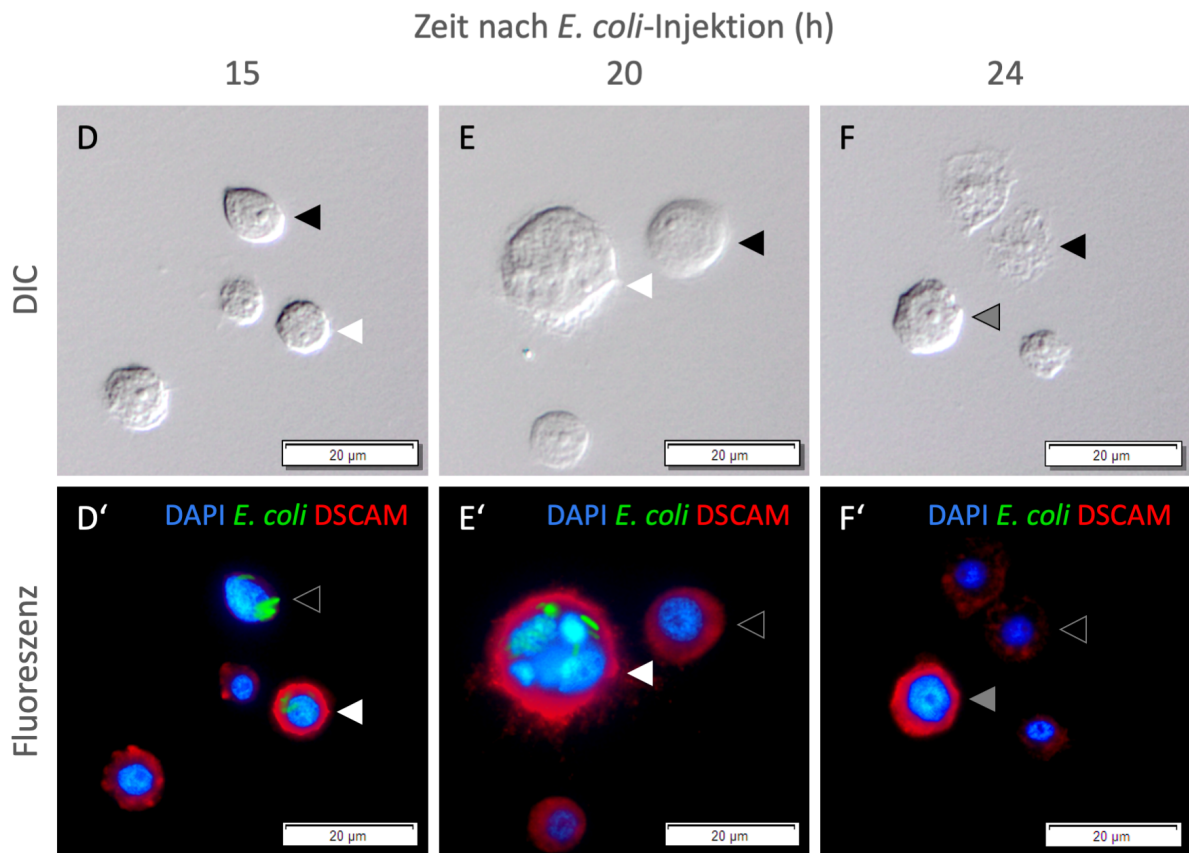 Zeit nach E. coli-Injektion (h)
15 20 24
DIC
D E F
20 µm 20 µm 20 µm
Fluoreszenz
D‘ DAPI E. coli DSCAM E‘ DAPI E. coli DSCAM F‘ DAPI E. coli DSCAM
20 µm 20 µm 20 µm